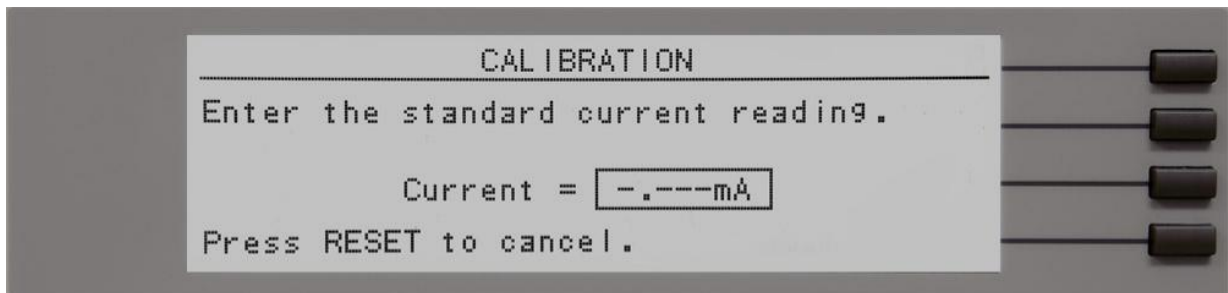 CALIBRATION
Enter the standard current reading.
Current = -.---mA
Press RESET to cancel.